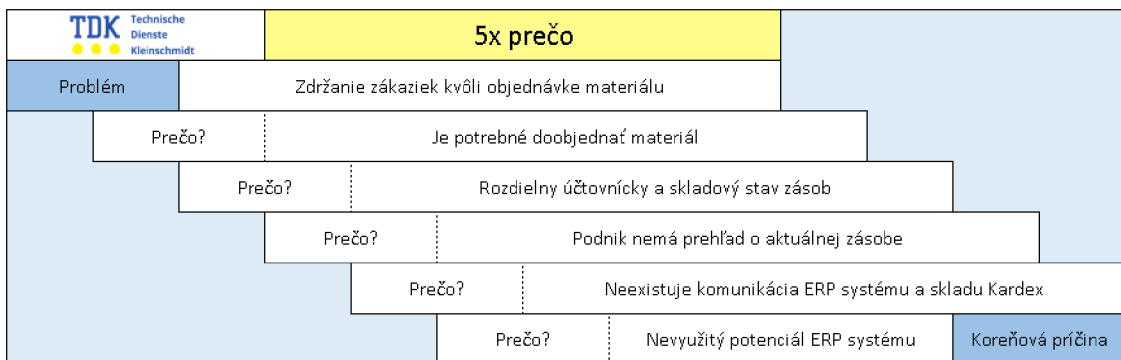 TDK Technische
Dienste
Kleinschmidt
5x prečo
Problém Zdržanie zákaziek kvôli objednávke materiálu
Prečo? Je potrebné doobjednať materiál
Prečo? Rozdielny účtovnícky a skladový stav zásob
Prečo? Podnik nemá prehľad o aktuálnej zásobe
Prečo? Neexistuje komunikácia ERP systému a skladu Kardex
Prečo? Nevyužitý potenciál ERP systému Koreňová príčina